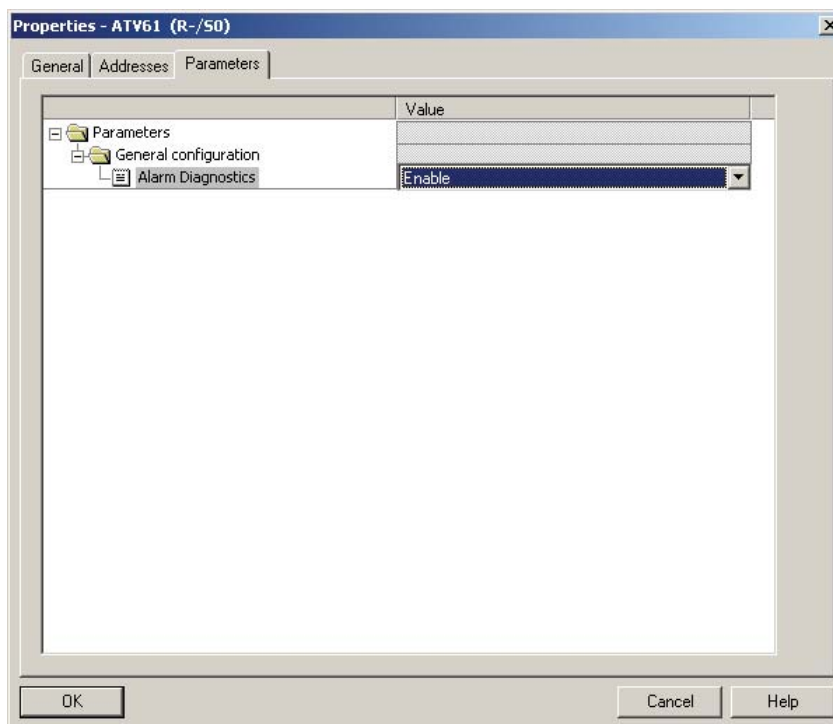 Properties - ATV61 (R-/S0)
General Addresses Parameters
Value
Parameters
General configuration
Alarm Diagnostics Enable
OK Cancel Help